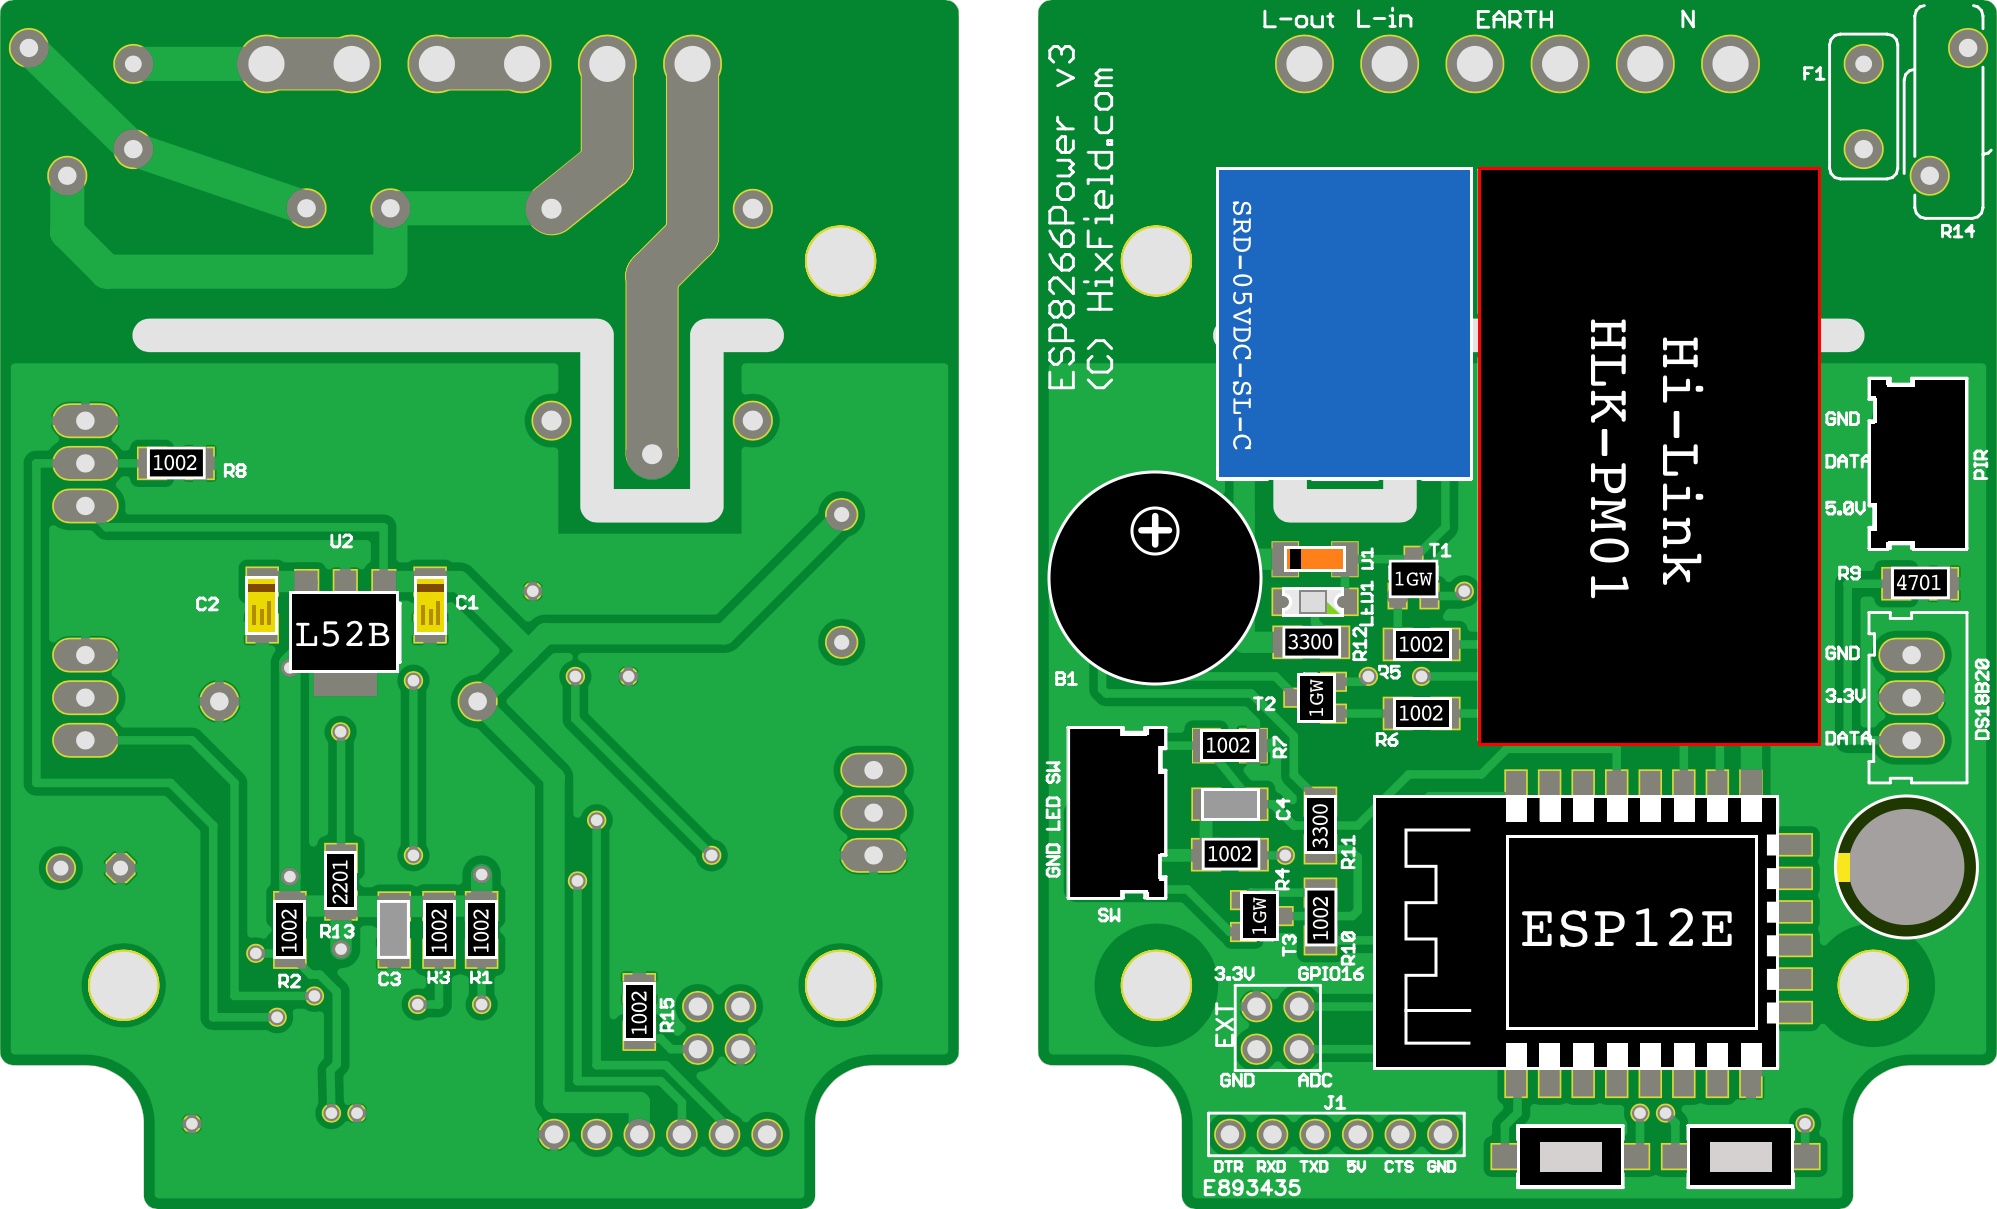 1002
R8
U2
C2
L52B
C1
2201
1002
R13
1002
1002
R2
C3
R3
R1
1002
R15
L-out
L-in
EARTH
N
ESP8266Power v3
(C) HixField.com
F1
R14
SRD-05VDC-SL-C
Hi-Link
HLK-PM01
GND
DATA
5.0V
PIR
R9
4701
GND
3.3V
DATA
DS18B20
B1
D1
T1
1GW
LED1
3300
R12
1002
R5
T2
1GW
1002
R6
1002
R7
GND LED SW
SW
C4
3300
R11
1002
R4
1GW
T3
1002
R10
ESP12E
3.3V
GPIO16
EXT
GND
ADC
J1
DTR
RXD
TXD
5V
CTS
GND
E893435